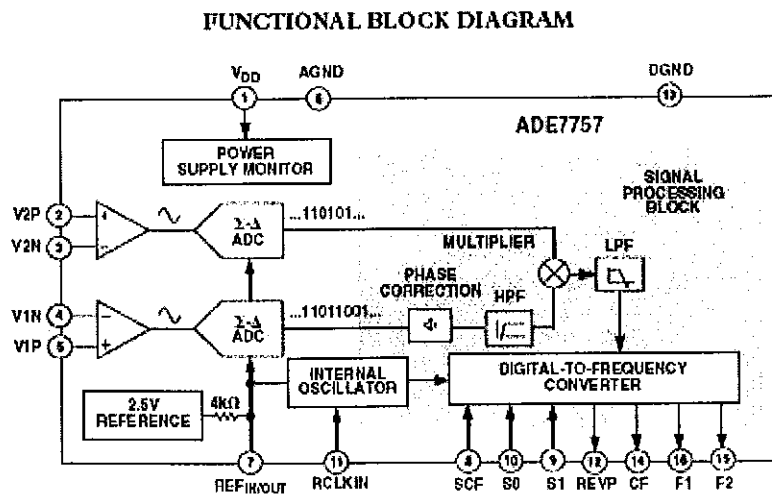 FUNCTIONAL BLOCK DIAGRAM
VDD
AGND
DGND
1
6
13
ADE7757
POWER
SUPPLY MONITOR
SIGNAL
PROCESSING
BLOCK
V2P 2 +
V2N 3 −
Σ-Δ
ADC
...110101...
MULTIPLIER
LPF
PHASE
CORRECTION
HPF
V1N 4 −
V1P 5 +
Σ-Δ
ADC
...11011001...
Φ
INTERNAL
OSCILLATOR
DIGITAL-TO-FREQUENCY
CONVERTER
2.5V
REFERENCE
4kΩ
7
11
8
10
9
12
14
16
15
REFIN/OUT
RCLKIN
SCF
S0
S1
REVP
CF
F1
F2